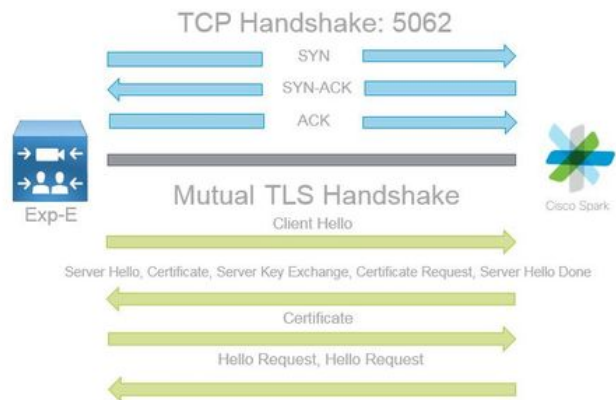 TCP Handshake: 5062
SYN
SYN-ACK
ACK
Exp-E
Cisco Spark
Mutual TLS Handshake
Client Hello
Server Hello, Certificate, Server Key Exchange, Certificate Request, Server Hello Done
Certificate
Hello Request, Hello Request